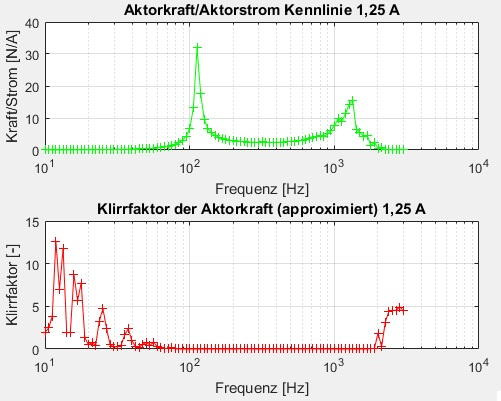 Aktorkraft/Aktorstrom Kennlinie 1,25 A
Kraft/Strom [N/A]
40
30
20
10
0
10^1
10^2
10^3
10^4
Frequenz [Hz]
Klirrfaktor der Aktorkraft (approximiert) 1,25 A
Klirrfaktor [-]
15
10
5
0
10^1
10^2
10^3
10^4
Frequenz [Hz]